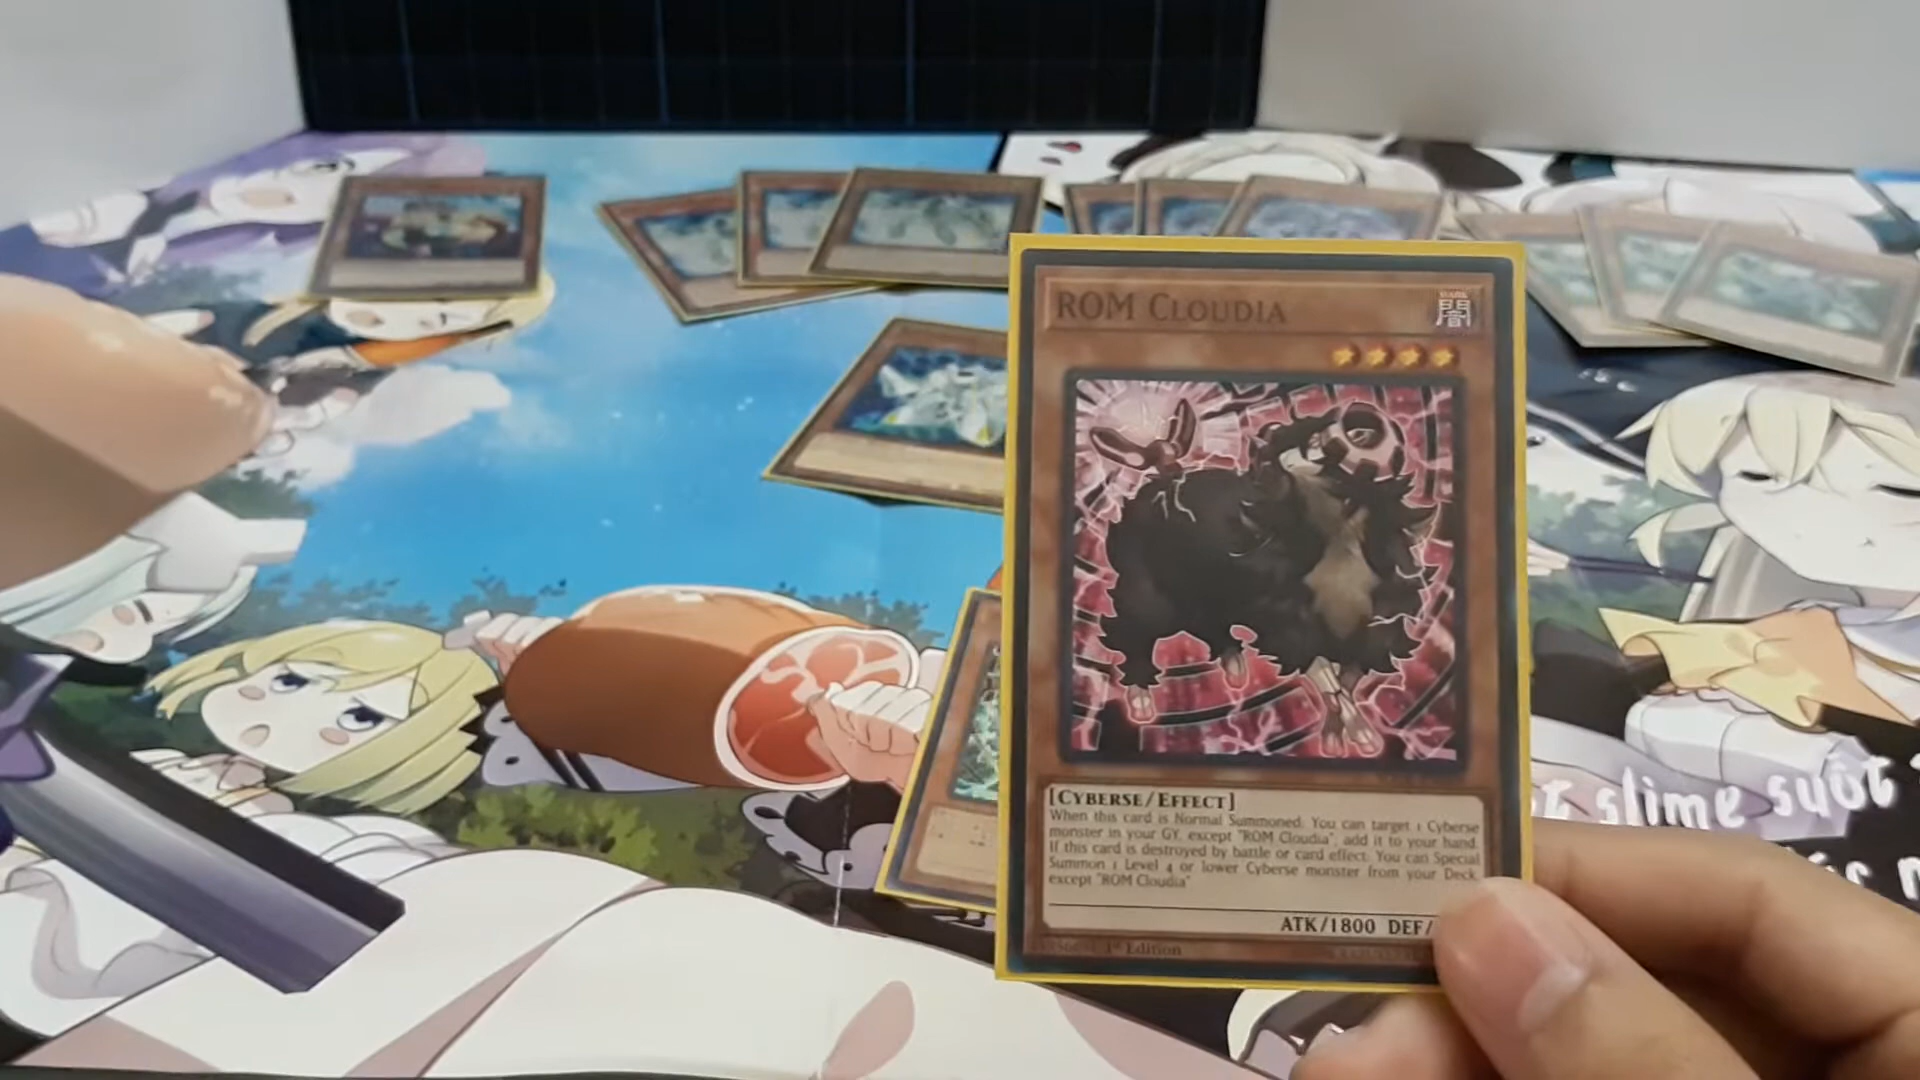 ROM Cloudia
DARK
闇
[Cyberse/Effect]
When this card is Normal Summoned: You can target 1 Cyberse
monster in your GY, except "ROM Cloudia"; add it to your hand.
If this card is destroyed by battle or card effect: You can Special
Summon 1 Level 4 or lower Cyberse monster from your Deck,
except "ROM Cloudia"
ATK/1800 DEF/
1st Edition
slime suốt